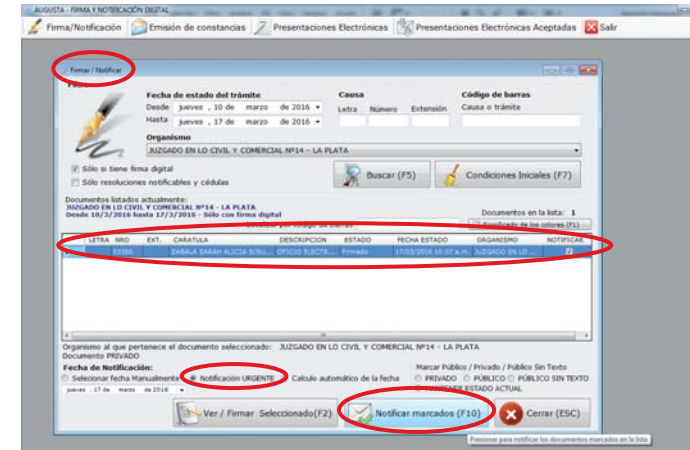 AUGUSTA - FIRMA Y NOTIFICACIÓN DIGITAL
Firma/Notificación Emisión de constancias Presentaciones Electrónicas Presentaciones Electrónicas Aceptadas Salir
Firmar / Notificar
Fecha de estado del trámite Causa Código de barras
Desde jueves , 10 de marzo de 2016 Letra Número Extensión Causa o trámite
Hasta jueves , 17 de marzo de 2016
Organismo
JUZGADO EN LO CIVIL Y COMERCIAL Nº14 - LA PLATA
Sólo si tiene firma digital
Sólo resoluciones notificables y cédulas
Buscar (F5) Condiciones Iniciales (F7)
Documentos listados actualmente:
JUZGADO EN LO CIVIL Y COMERCIAL Nº14 - LA PLATA
Desde 10/3/2016 hasta 17/3/2016 - Sólo con firma digital
Documentos en la lista: 1
Significado de los colores (F1)
LETRA NRO EXT. CARATULA DESCRIPCION ESTADO FECHA ESTADO ORGANISMO NOTIFICAR
ZABALA SARAH ALICIA S/SU... OFICIO ELECTR... Firmado 17/03/2016 10:07 a.m. JUZGADO EN LO ...
Organismo al que pertenece el documento seleccionado: JUZGADO EN LO CIVIL Y COMERCIAL Nº14 - LA PLATA
Documento PRIVADO
Fecha de Notificación: Marcar Público / Privado / Público Sin Texto
Selecionar fecha Manualmente Notificación URGENTE Calculo automático de la fecha PRIVADO PÚBLICO PÚBLICO SIN TEXTO
jueves , 17 de marzo de 2016 MANTENER ESTADO ACTUAL
Ver / Firmar Seleccionado(F2) Notificar marcados (F10) Cerrar (ESC)
Presionar para notificar los documentos marcados en la lista